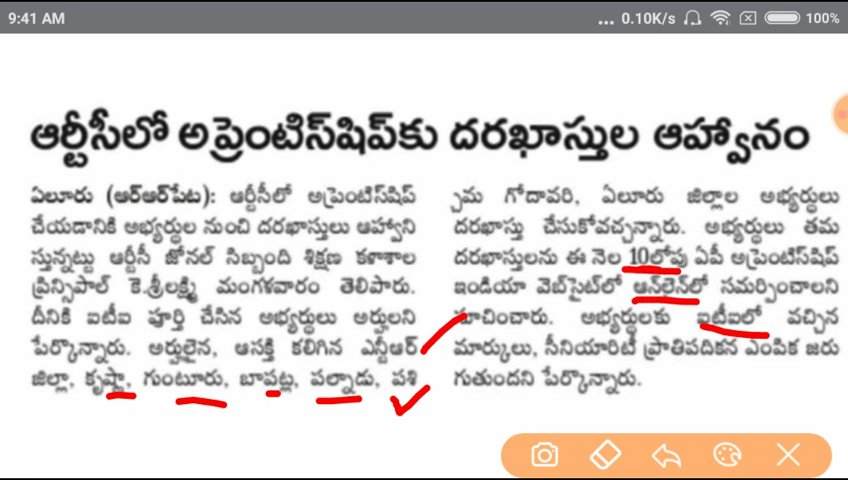 9:41 AM
... 0.10K/s
100%
ఆర్టీసీలో అప్రెంటిస్‌షిప్‌కు దరఖాస్తుల ఆహ్వానం
ఏలూరు (ఆర్ఆర్‌పేట): ఆర్టీసీలో అప్రెంటిస్‌షిప్
చేయడానికి అభ్యర్థుల నుంచి దరఖాస్తులు ఆహ్వాని
స్తున్నట్టు ఆర్టీసీ జోనల్ సిబ్బంది శిక్షణ కళాశాల
ప్రిన్సిపాల్ కె.శ్రీలక్ష్మి మంగళవారం తెలిపారు.
దీనికి ఐటీఐ పూర్తి చేసిన అభ్యర్థులు అర్హులని
పేర్కొన్నారు. అర్హులైన, ఆసక్తి కలిగిన ఎన్టీఆర్
జిల్లా, కృష్ణా, గుంటూరు, బాపట్ల, పల్నాడు, పశి
్చమ గోదావరి, ఏలూరు జిల్లాల అభ్యర్థులు
దరఖాస్తు చేసుకోవచ్చన్నారు. అభ్యర్థులు తమ
దరఖాస్తులను ఈ నెల 10లోపు ఏపీ అప్రెంటిస్‌షిప్
ఇండియా వెబ్‌సైట్‌లో ఆన్‌లైన్‌లో సమర్పించాలని
సూచించారు. అభ్యర్థులకు ఐటీఐలో వచ్చిన
మార్కులు, సీనియారిటీ ప్రాతిపదికన ఎంపిక జరు
గుతుందని పేర్కొన్నారు.